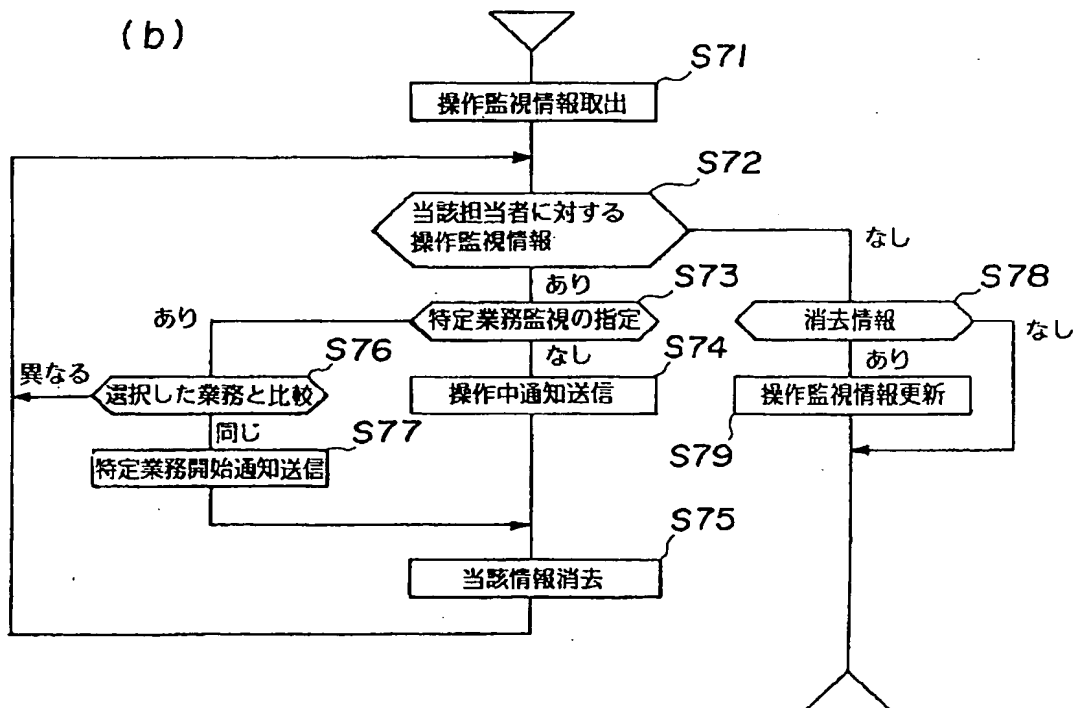 (b)
S71
操作監視情報取出
S72
当該担当者に対する
操作監視情報
なし
あり
S73
特定業務監視の指定
あり
なし
S78
消去情報
なし
あり
S76
異なる
選択した業務と比較
同じ
S74
操作中通知送信
操作監視情報更新
S79
S77
特定業務開始通知送信
S75
当該情報消去